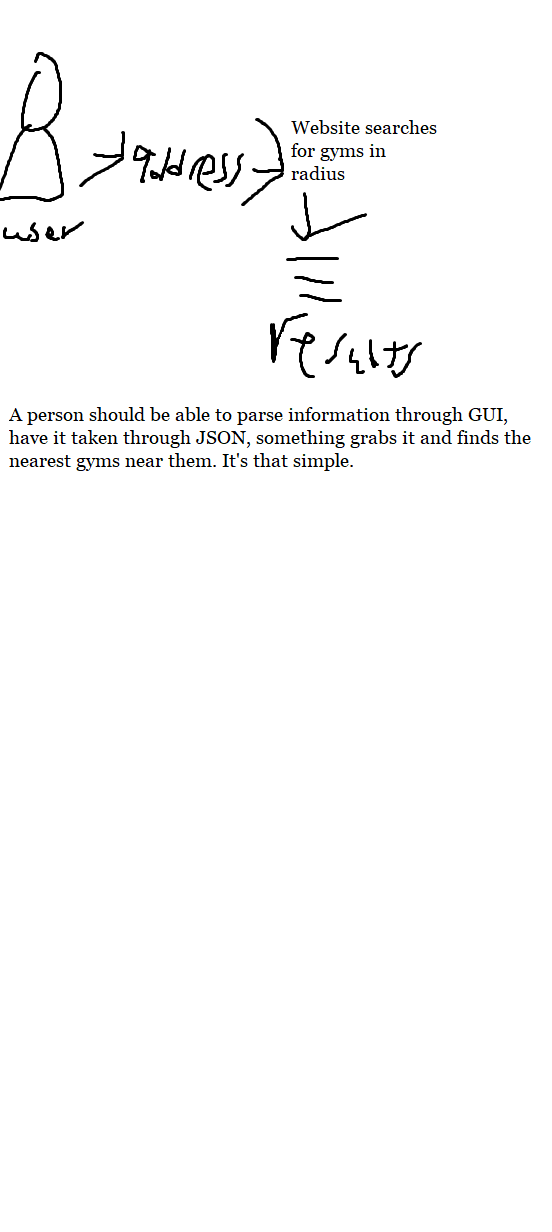 Website searches
for gyms in
radius
address
user
results
A person should be able to parse information through GUI,
have it taken through JSON, something grabs it and finds the
nearest gyms near them. It's that simple.